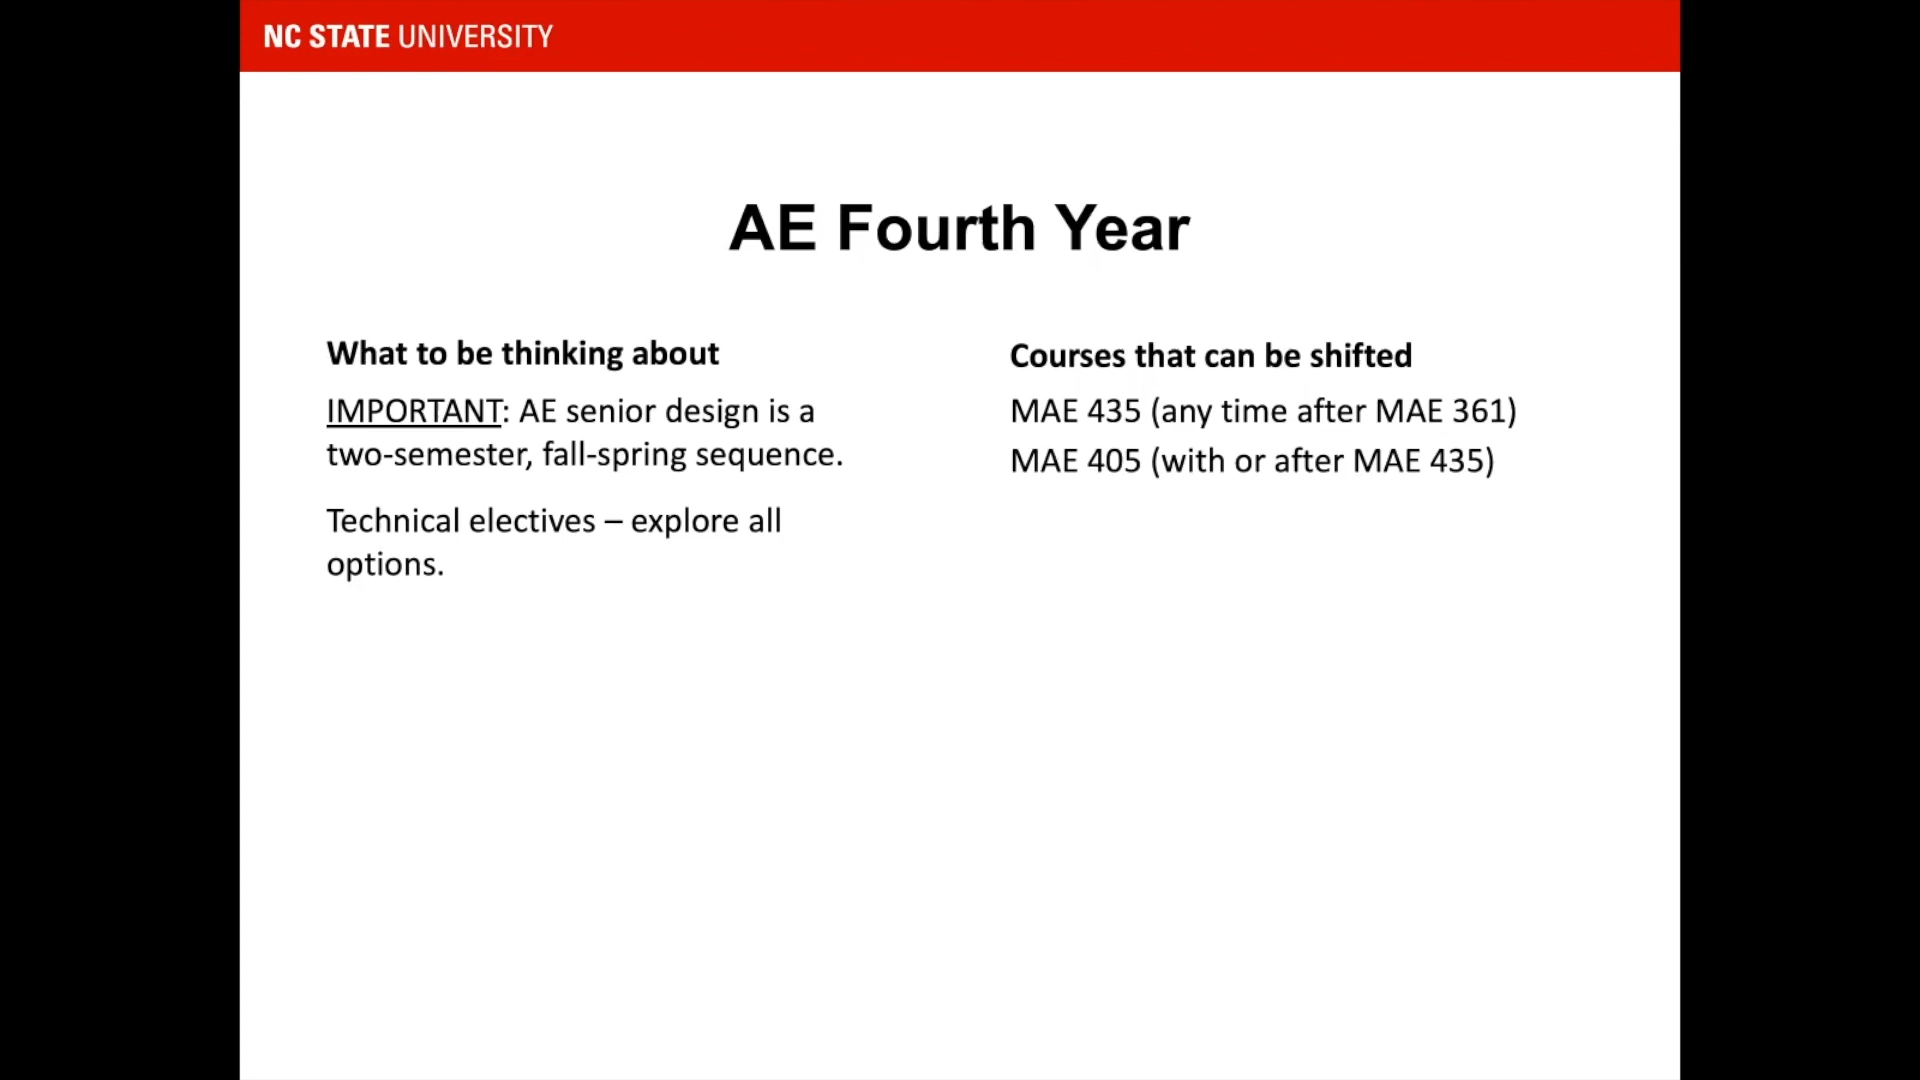 NC STATE UNIVERSITY
AE Fourth Year
What to be thinking about
IMPORTANT: AE senior design is a
two-semester, fall-spring sequence.
Technical electives – explore all
options.
Courses that can be shifted
MAE 435 (any time after MAE 361)
MAE 405 (with or after MAE 435)